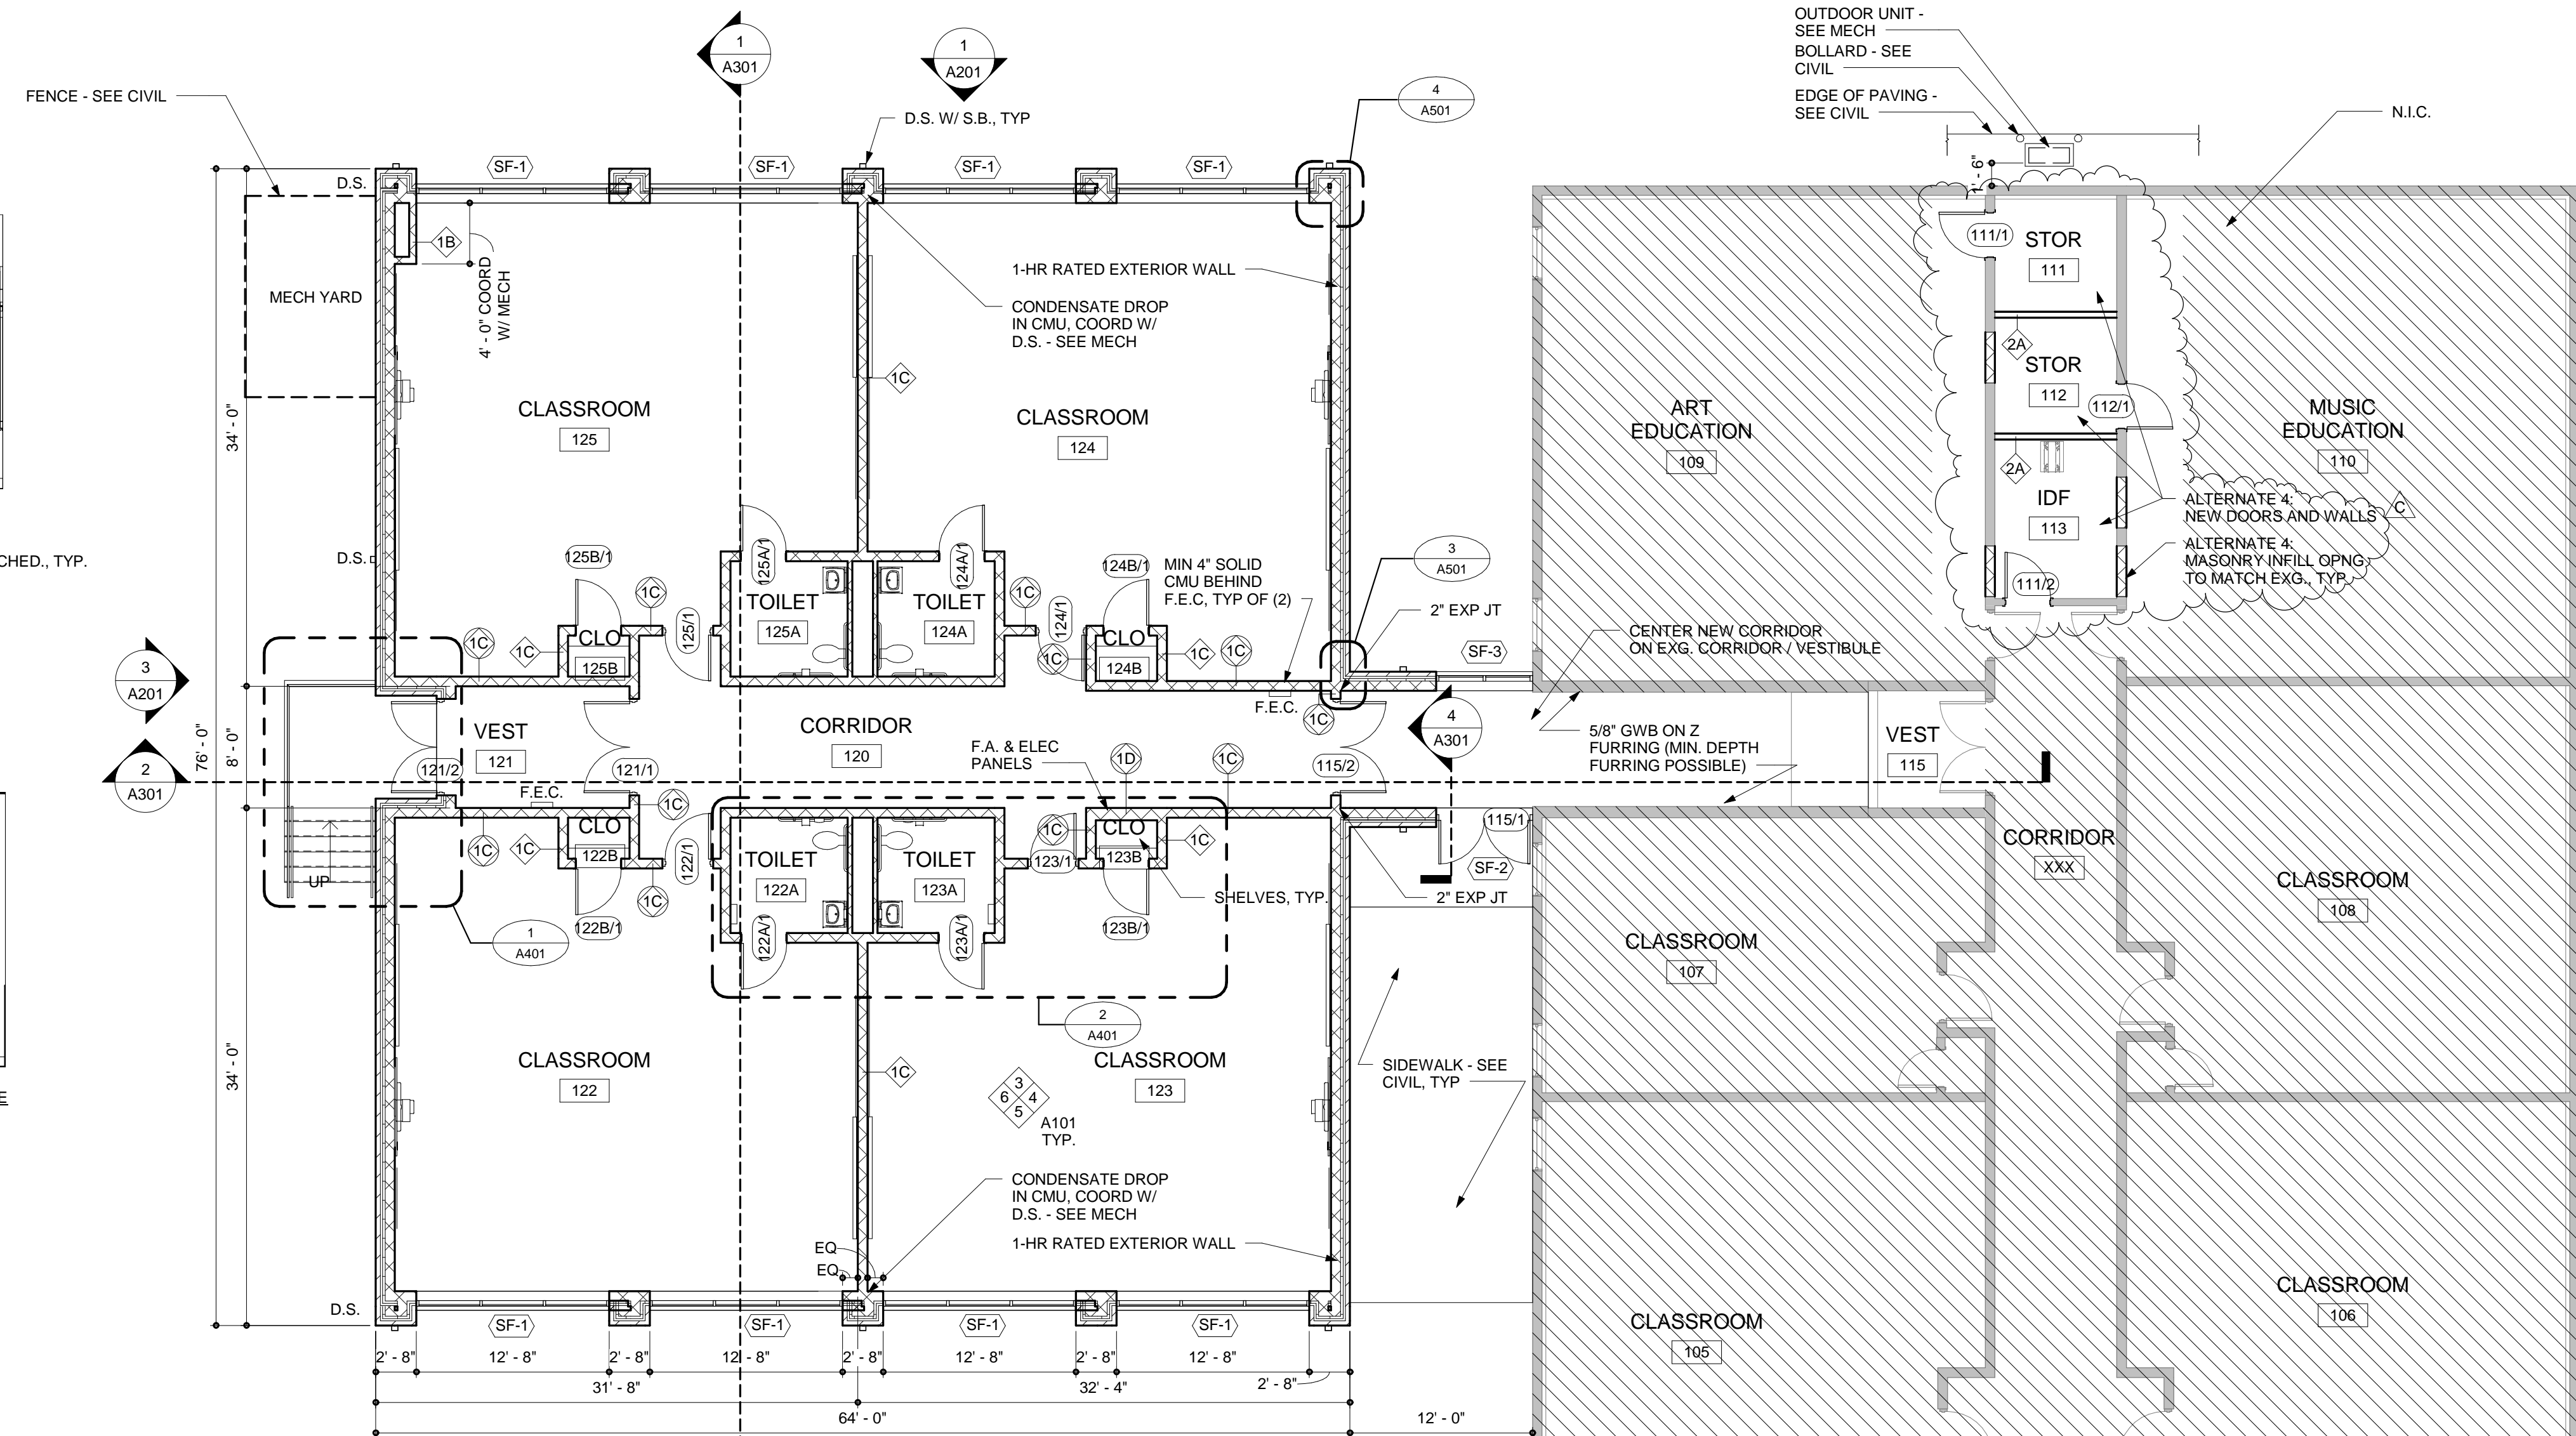 OUTDOOR UNIT -
SEE MECH
BOLLARD - SEE
CIVIL
EDGE OF PAVING -
SEE CIVIL
N.I.C.
1
A301
1
A201
4
A501
FENCE - SEE CIVIL
D.S. W/ S.B., TYP
SF-1
SF-1
SF-1
SF-1
D.S.
1' - 6"
1B
4' - 0" COORD
W/ MECH
MECH YARD
1-HR RATED EXTERIOR WALL
CONDENSATE DROP
IN CMU, COORD W/
D.S. - SEE MECH
111/1
STOR
111
2A
STOR
112
112/1
2A
IDF
113
111/2
1C
CLASSROOM
125
CLASSROOM
124
ART
EDUCATION
109
MUSIC
EDUCATION
110
34' - 0"
ALTERNATE 4:
NEW DOORS AND WALLS
C
ALTERNATE 4:
MASONRY INFILL OPNG
TO MATCH EXG., TYP
CHED., TYP.
D.S.
125B/1
125A/1
124A/1
124B/1
MIN 4" SOLID
CMU BEHIND
F.E.C, TYP OF (2)
3
A501
2" EXP JT
1C
125/1
TOILET
125A
TOILET
124A
1C
124/1
CLO
125B
CLO
124B
1C
1C
1C
1C
1C
SF-3
CENTER NEW CORRIDOR
ON EXG. CORRIDOR / VESTIBULE
3
A201
2
A301
76' - 0"
8' - 0"
VEST
121
121/2
121/1
CORRIDOR
120
F.E.C.
1C
4
A301
F.A. & ELEC
PANELS
1D
1C
115/2
5/8" GWB ON Z
FURRING (MIN. DEPTH
FURRING POSSIBLE)
VEST
115
F.E.C.
1C
1C
1C
CLO
122B
1C
122/1
TOILET
122A
TOILET
123A
123/1
1C
CLO
123B
1C
115/1
SF-2
CORRIDOR
XXX
UP
SHELVES, TYP.
2" EXP JT
122B/1
122A/1
123A/1
123B/1
1
A401
2
A401
CLASSROOM
108
CLASSROOM
107
CLASSROOM
122
CLASSROOM
123
1C
3
6
4
5
A101
TYP.
SIDEWALK - SEE
CIVIL, TYP
34' - 0"
E
CONDENSATE DROP
IN CMU, COORD W/
D.S. - SEE MECH
1-HR RATED EXTERIOR WALL
EQ
EQ
D.S.
SF-1
SF-1
SF-1
SF-1
CLASSROOM
106
CLASSROOM
105
2' - 8"
12' - 8"
2' - 8"
12' - 8"
2' - 8"
12' - 8"
2' - 8"
12' - 8"
2' - 8"
31' - 8"
32' - 4"
64' - 0"
12' - 0"